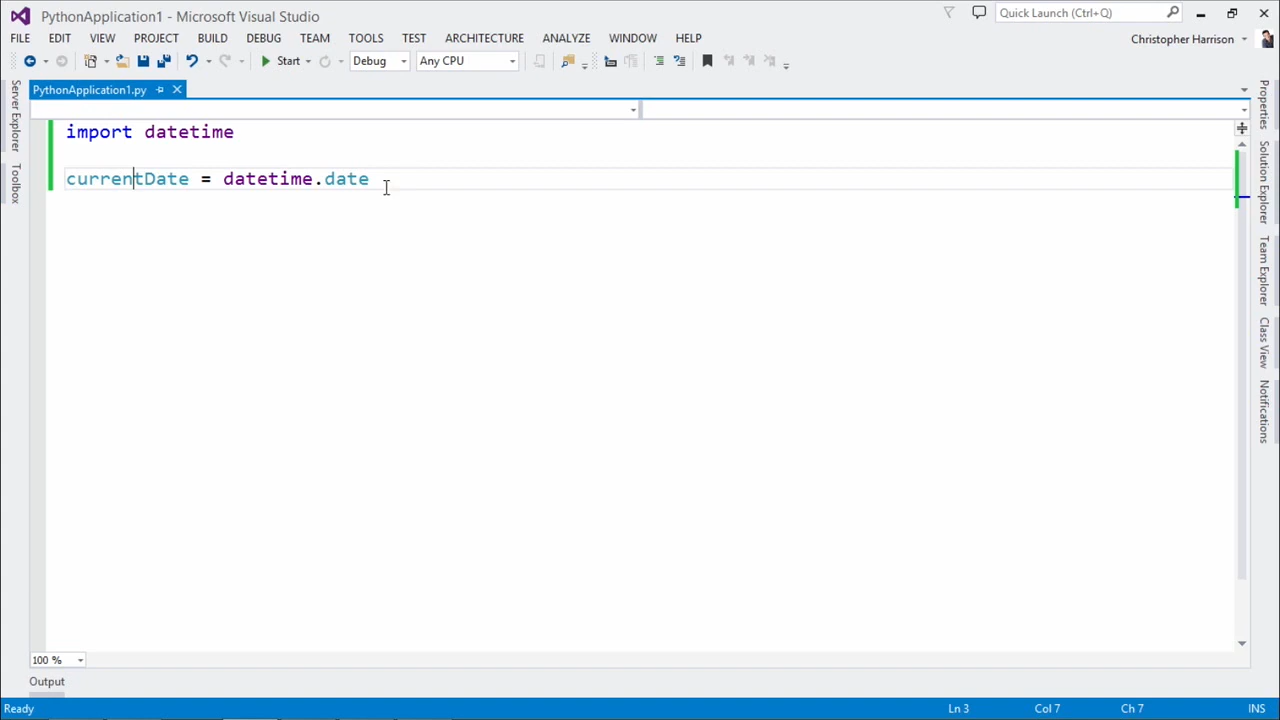 PythonApplication1 - Microsoft Visual Studio
Quick Launch (Ctrl+Q)
FILE EDIT VIEW PROJECT BUILD DEBUG TEAM TOOLS TEST ARCHITECTURE ANALYZE WINDOW HELP
Christopher Harrison
Start Debug Any CPU
PythonApplication1.py
import datetime
currentDate = datetime.date
Server Explorer
Toolbox
Properties
Solution Explorer
Team Explorer
Class View
Notifications
100 %
Output
Ready Ln 3 Col 7 Ch 7 INS